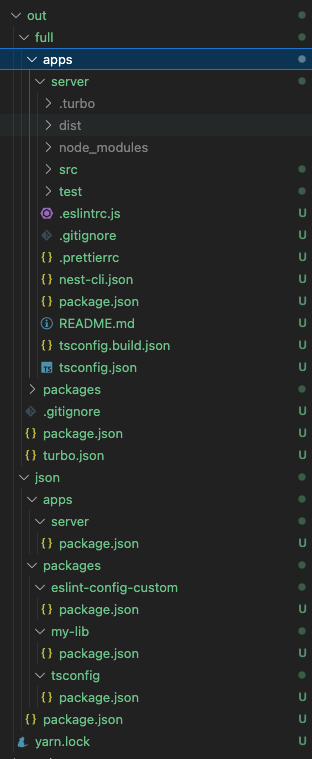 out
full
apps
server
.turbo
dist
node_modules
src
test
.eslintrc.js U
.gitignore U
{} .prettierrc U
{} nest-cli.json U
{} package.json U
README.md U
{} tsconfig.build.json U
TS tsconfig.json U
packages
.gitignore U
{} package.json U
{} turbo.json U
json
apps
server
{} package.json U
packages
eslint-config-custom
{} package.json U
my-lib
{} package.json U
tsconfig
{} package.json U
{} package.json U
yarn.lock U